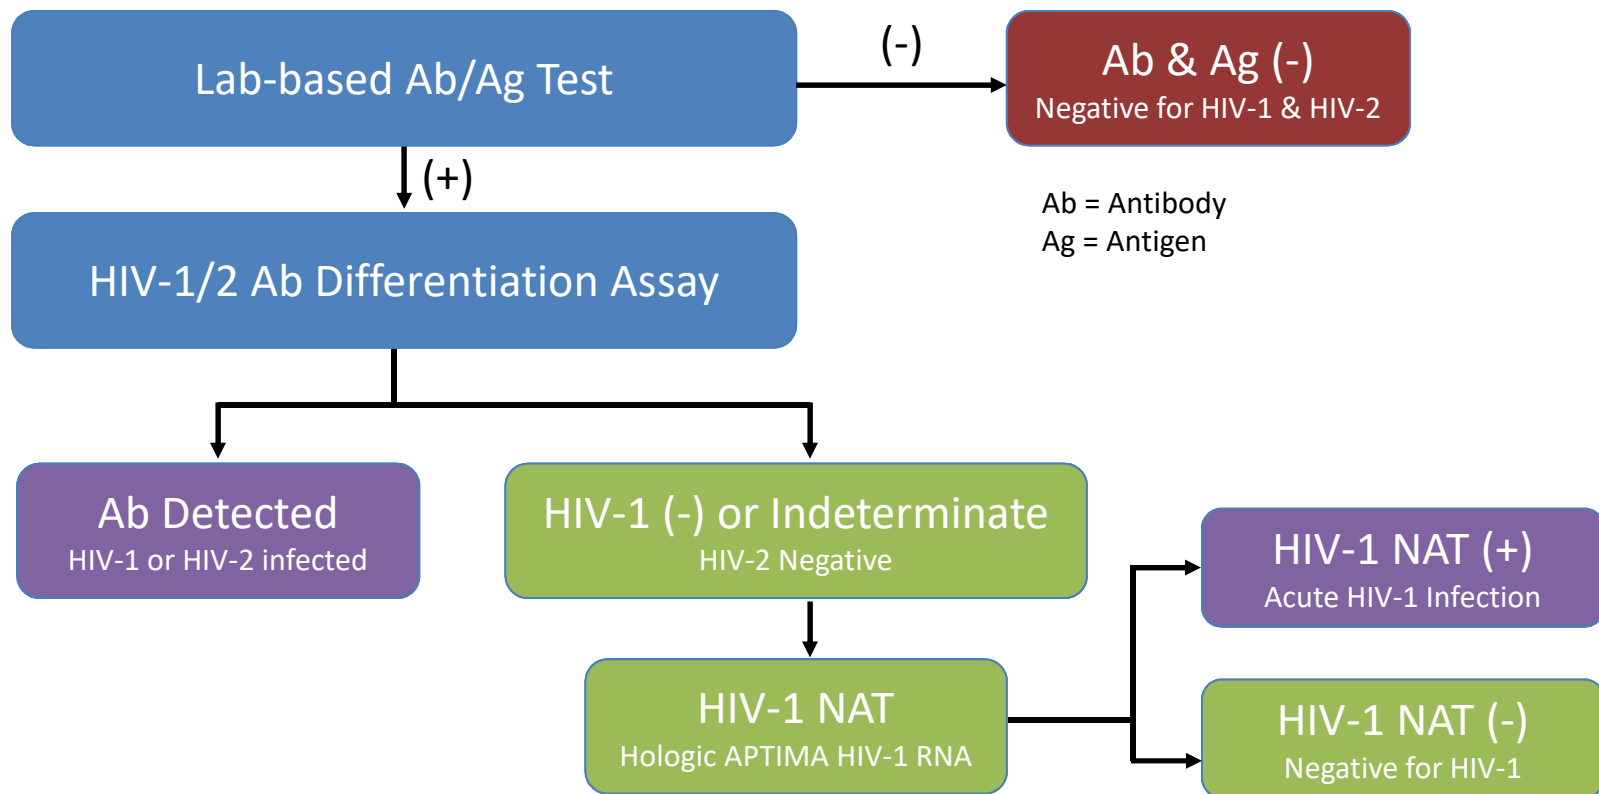 Lab-based Ab/Ag Test
(-)
Ab & Ag (-)
Negative for HIV-1 & HIV-2
(+)
Ab = Antibody
Ag = Antigen
HIV-1/2 Ab Differentiation Assay
Ab Detected
HIV-1 or HIV-2 infected
HIV-1 (-) or Indeterminate
HIV-2 Negative
HIV-1 NAT (+)
Acute HIV-1 Infection
HIV-1 NAT
Hologic APTIMA HIV-1 RNA
HIV-1 NAT (-)
Negative for HIV-1